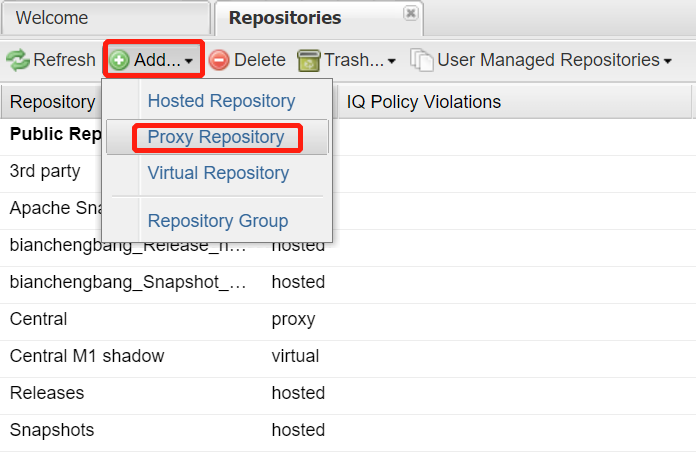 Welcome
Repositories
Refresh Add... Delete Trash... User Managed Repositories
Repository IQ Policy Violations
Hosted Repository
Public Rep
Proxy Repository
3rd party
Virtual Repository
Apache Sna
Repository Group
bianchengbang_Release_h... hosted
bianchengbang_Snapshot_... hosted
Central proxy
Central M1 shadow virtual
Releases hosted
Snapshots hosted